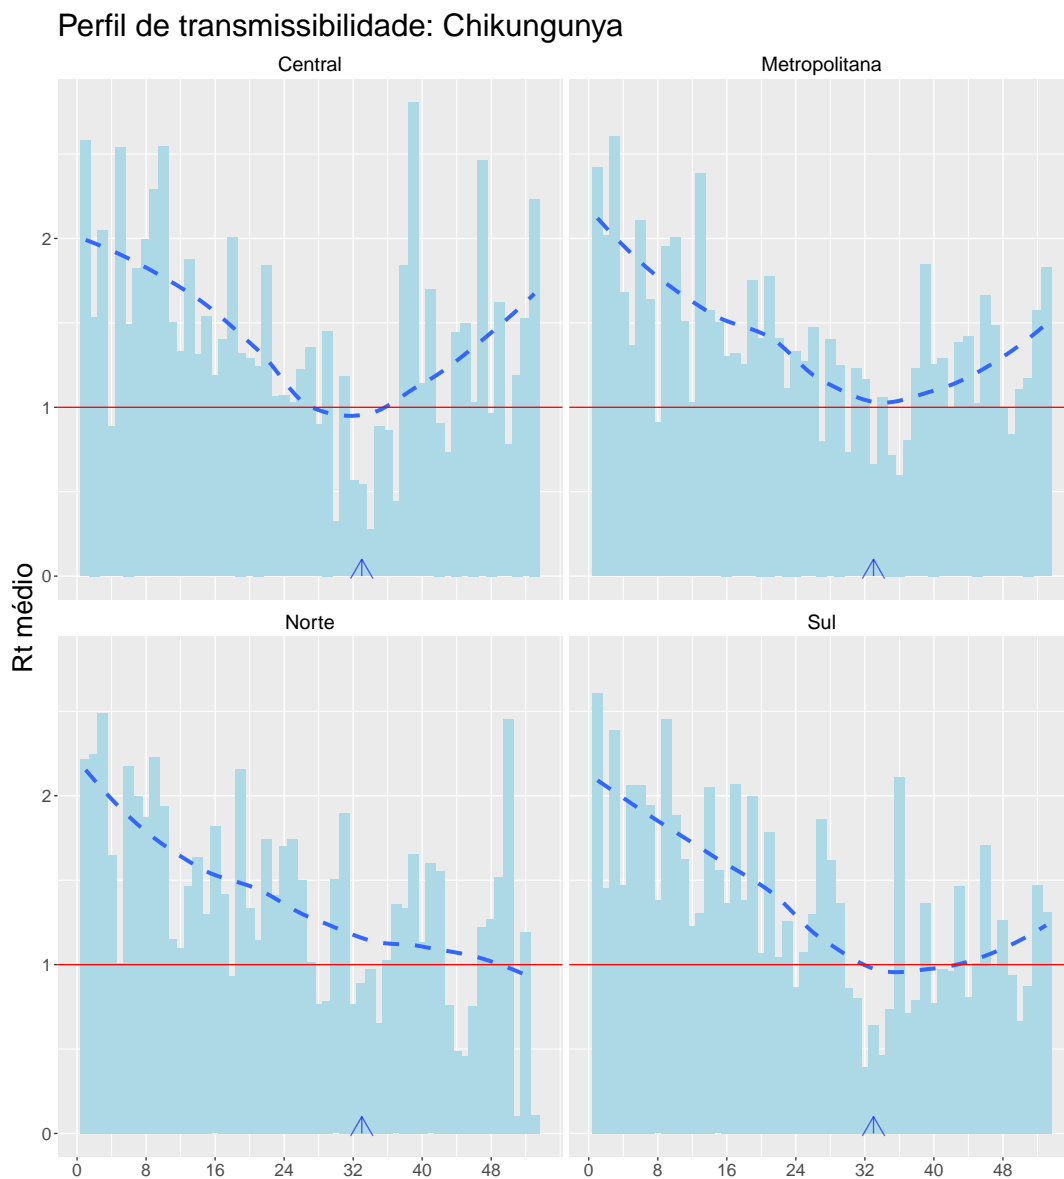 Perfil de transmissibilidade: Chikungunya
Central
Metropolitana
2
1
0
Norte
Sul
2
1
0
Rt médio
0 8 16 24 32 40 48
0 8 16 24 32 40 48